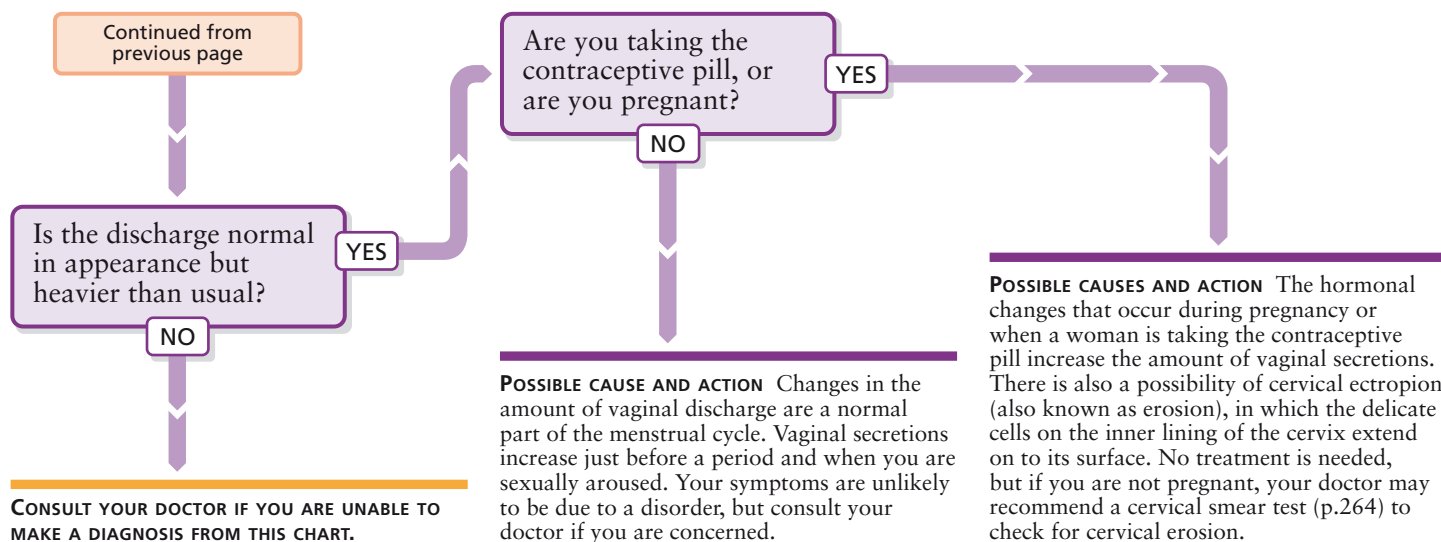 Continued from
previous page
Is the discharge normal
in appearance but
heavier than usual?
YES
NO
CONSULT YOUR DOCTOR IF YOU ARE UNABLE TO
MAKE A DIAGNOSIS FROM THIS CHART.
Are you taking the
contraceptive pill, or
are you pregnant?
YES
NO
POSSIBLE CAUSE AND ACTION Changes in the
amount of vaginal discharge are a normal
part of the menstrual cycle. Vaginal secretions
increase just before a period and when you are
sexually aroused. Your symptoms are unlikely
to be due to a disorder, but consult your
doctor if you are concerned.
POSSIBLE CAUSES AND ACTION The hormonal
changes that occur during pregnancy or
when a woman is taking the contraceptive
pill increase the amount of vaginal secretions.
There is also a possibility of cervical ectropion
(also known as erosion), in which the delicate
cells on the inner lining of the cervix extend
on to its surface. No treatment is needed,
but if you are not pregnant, your doctor may
recommend a cervical smear test (p.264) to
check for cervical erosion.